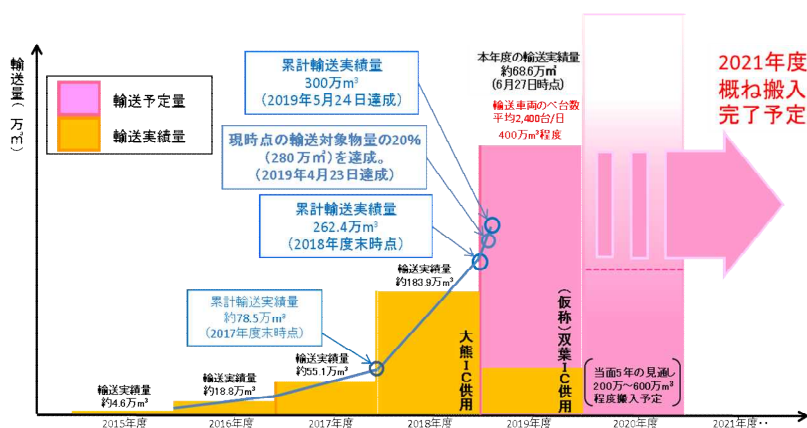 輸送量(万㎥)
輸送予定量
輸送実績量
累計輸送実績量
300万m³
(2019年5月24日達成)
現時点の輸送対象物量の20%
(280万㎥)を達成。
(2019年4月23日達成)
累計輸送実績量
262.4万m³
(2018年度末時点)
累計輸送実績量
約78.5万m³
(2017年度末時点)
本年度の輸送実績量
約68.6万㎥
(6月27日時点)
輸送車両のべ台数
平均2,400台/日
400万m³程度
2021年度
概ね搬入
完了予定
輸送実績量
約4.6万m³
輸送実績量
約18.8万m³
輸送実績量
約55.1万m³
輸送実績量
約183.9万m³
大熊IC供用
(仮称)双葉IC供用
当面5年の見通し
200万~600万m³
程度搬入予定
2015年度
2016年度
2017年度
2018年度
2019年度
2020年度
2021年度・・